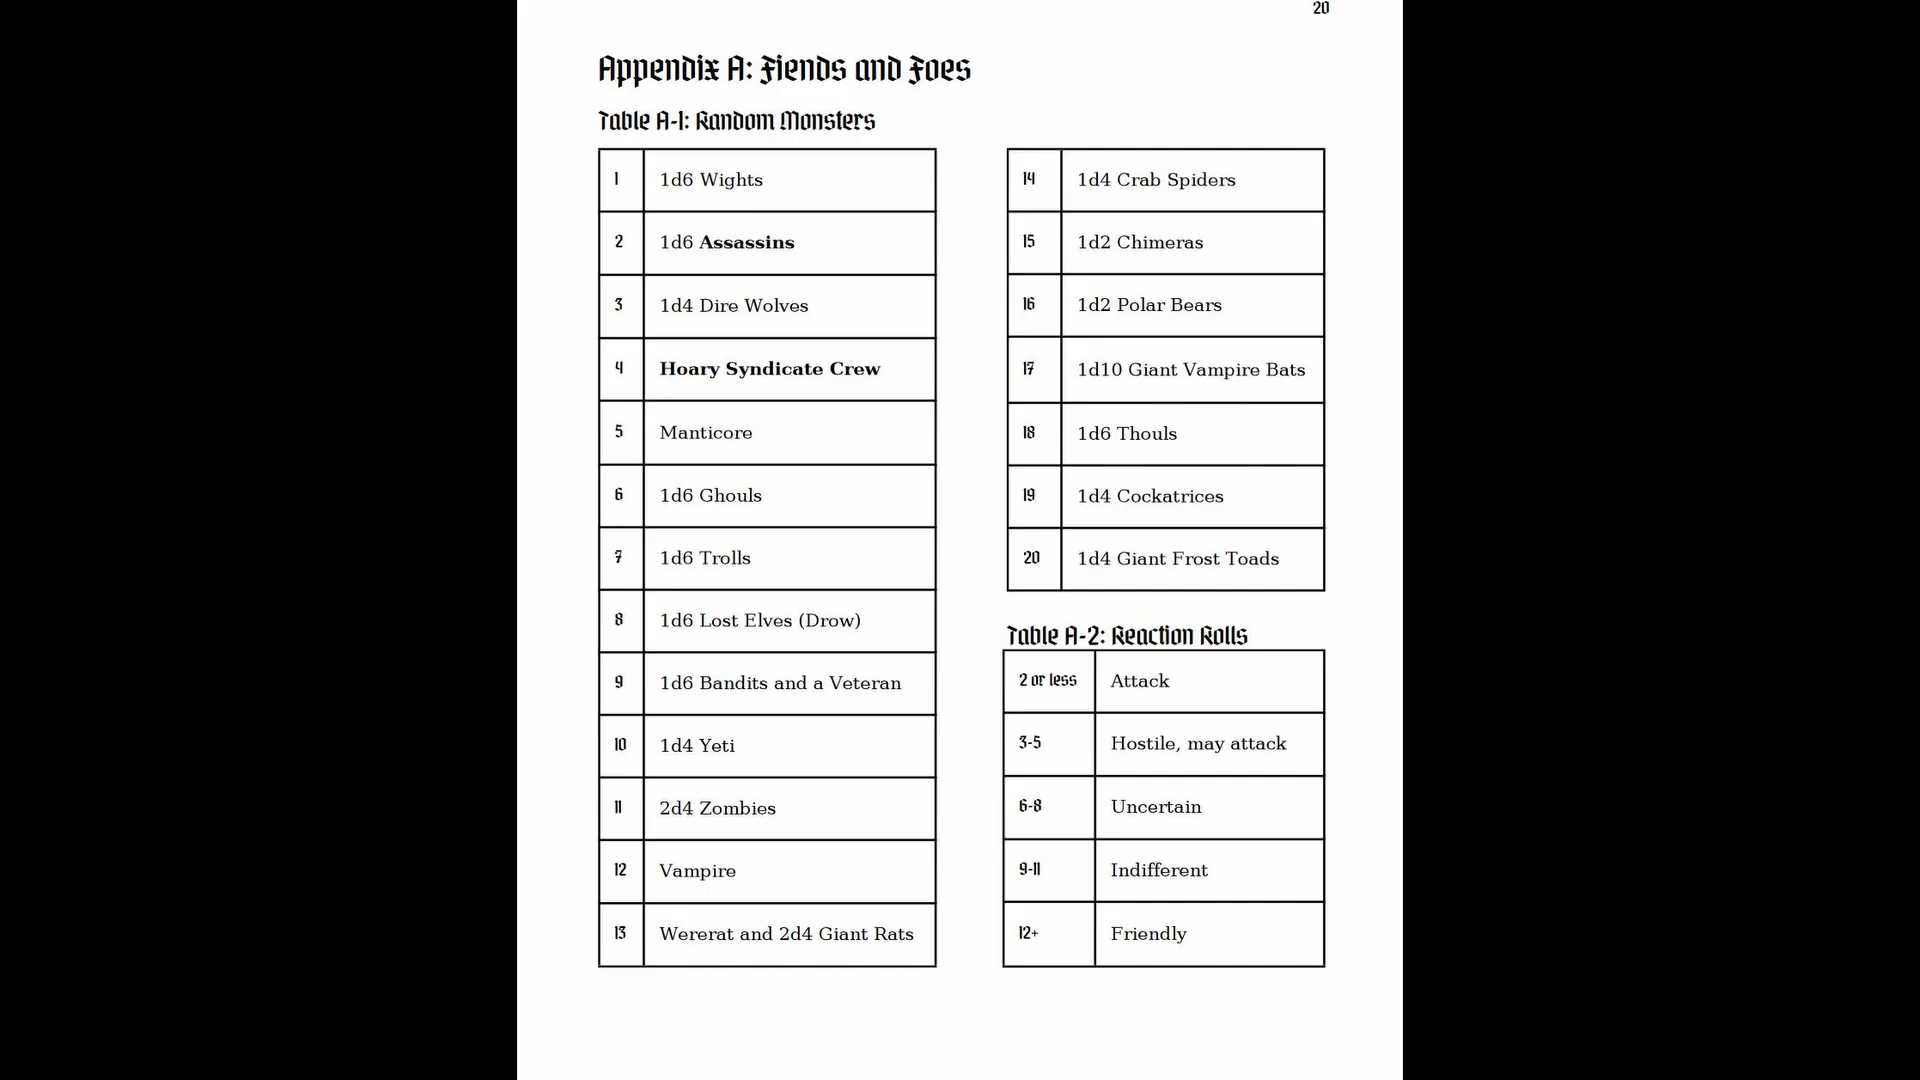 20
Appendix A: Fiends and Foes
Table A-1: Random Monsters
1 1d6 Wights
2 1d6 Assassins
3 1d4 Dire Wolves
4 Hoary Syndicate Crew
5 Manticore
6 1d6 Ghouls
7 1d6 Trolls
8 1d6 Lost Elves (Drow)
9 1d6 Bandits and a Veteran
10 1d4 Yeti
11 2d4 Zombies
12 Vampire
13 Wererat and 2d4 Giant Rats
14 1d4 Crab Spiders
15 1d2 Chimeras
16 1d2 Polar Bears
17 1d10 Giant Vampire Bats
18 1d6 Thouls
19 1d4 Cockatrices
20 1d4 Giant Frost Toads
Table A-2: Reaction Rolls
2 or less Attack
3-5 Hostile, may attack
6-8 Uncertain
9-11 Indifferent
12+ Friendly